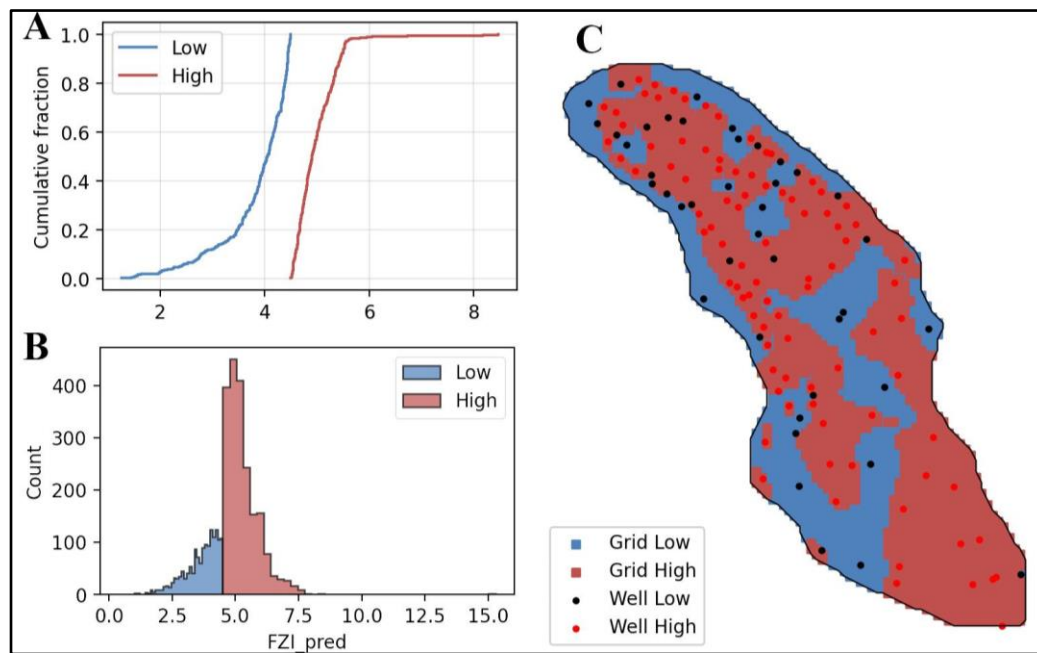 A
Cumulative fraction
1.0
0.8
0.6
0.4
0.2
0.0
Low
High
2 4 6 8
B
Count
400
300
200
100
0
Low
High
0.0 2.5 5.0 7.5 10.0 12.5 15.0
FZI_pred
C
Grid Low
Grid High
Well Low
Well High